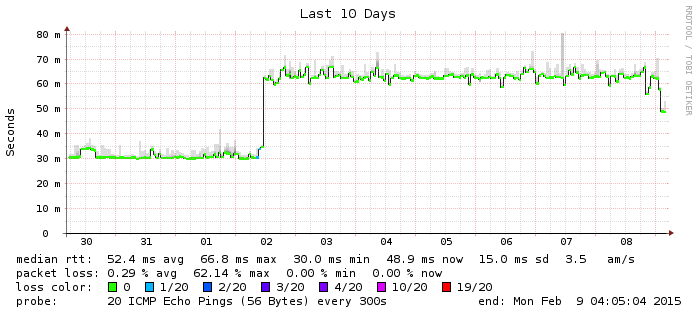 Last 10 Days
RRDTOOL / TOBI OETIKER
Seconds
80 m
70 m
60 m
50 m
40 m
30 m
20 m
10 m
0
30 31 01 02 03 04 05 06 07 08
median rtt: 52.4 ms avg 66.8 ms max 30.0 ms min 48.9 ms now 15.0 ms sd 3.5 am/s
packet loss: 0.29 % avg 62.14 % max 0.00 % min 0.00 % now
loss color: 0 1/20 2/20 3/20 4/20 10/20 19/20
probe: 20 ICMP Echo Pings (56 Bytes) every 300s end: Mon Feb 9 04:05:04 2015